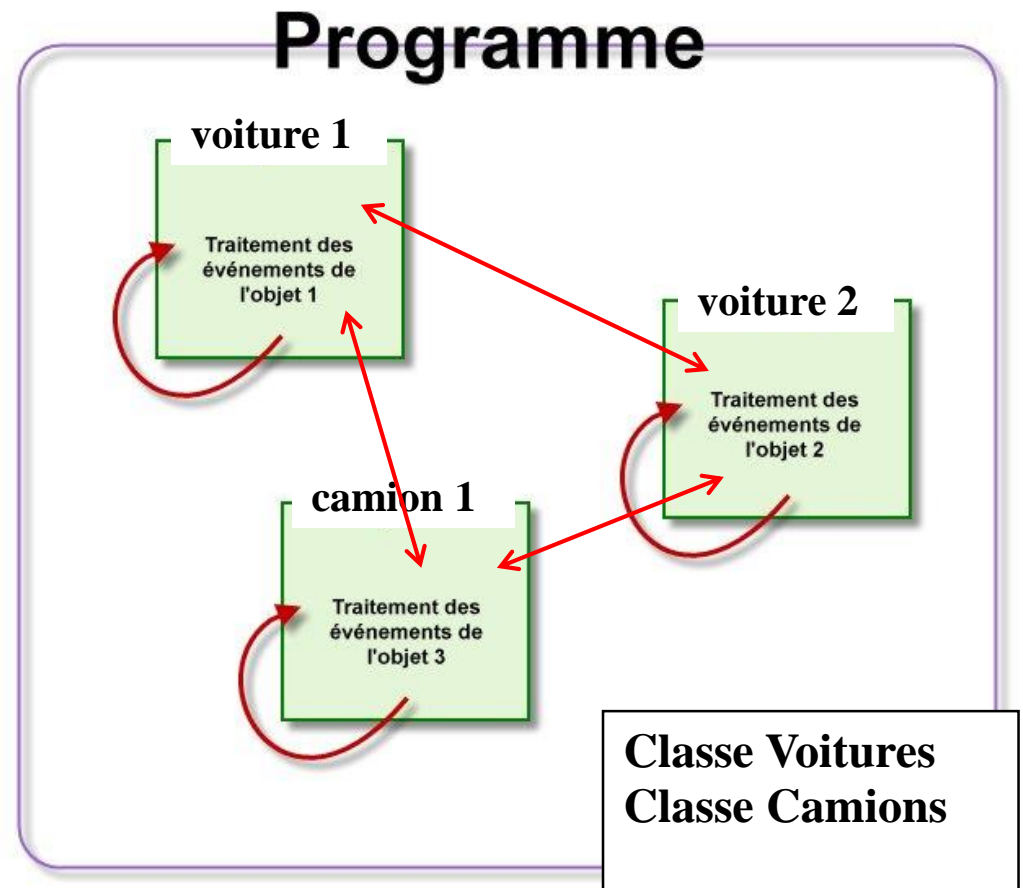 Programme
voiture 1
Traitement des
événements de
l'objet 1
voiture 2
Traitement des
événements de
l'objet 2
camion 1
Traitement des
événements de
l'objet 3
Classe Voitures
Classe Camions